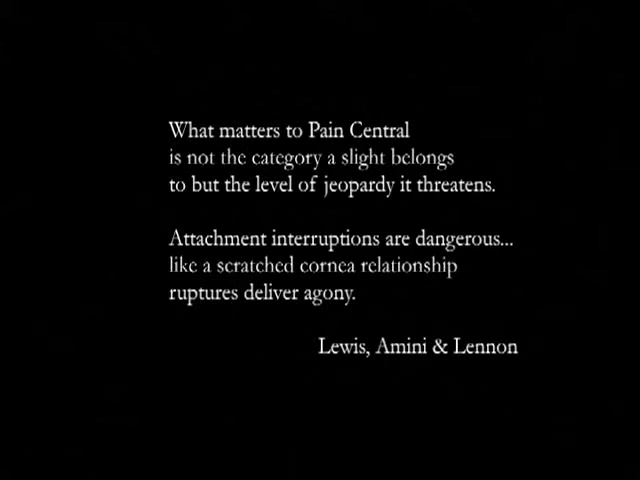 What matters to Pain Central
is not the category a slight belongs
to but the level of jeopardy it threatens.
Attachment interruptions are dangerous...
like a scratched cornea relationship
ruptures deliver agony.
Lewis, Amini & Lennon